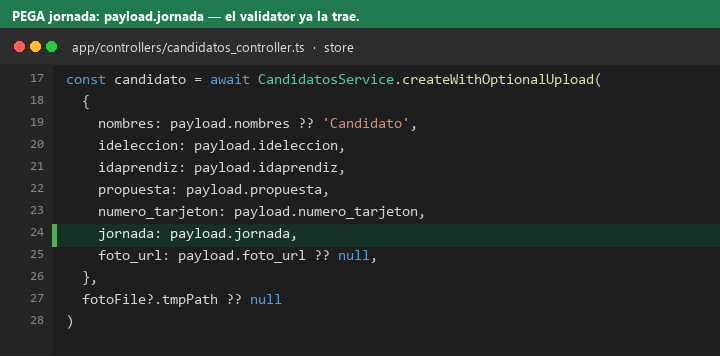 PEGA jornada: payload.jornada — el validator ya la trae.
app/controllers/candidatos_controller.ts · store
17 const candidato = await CandidatosService.createWithOptionalUpload(
18 {
19 nombres: payload.nombres ?? 'Candidato',
20 ideleccion: payload.ideleccion,
21 idaprendiz: payload.idaprendiz,
22 propuesta: payload.propuesta,
23 numero_tarjeton: payload.numero_tarjeton,
24 jornada: payload.jornada,
25 foto_url: payload.foto_url ?? null,
26 },
27 fotoFile?.tmpPath ?? null
28 )